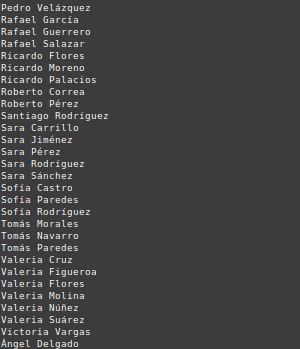 Pedro Velázquez
Rafael García
Rafael Guerrero
Rafael Salazar
Ricardo Flores
Ricardo Moreno
Ricardo Palacios
Roberto Correa
Roberto Pérez
Santiago Rodríguez
Sara Carrillo
Sara Jiménez
Sara Pérez
Sara Rodríguez
Sara Sánchez
Sofía Castro
Sofía Paredes
Sofía Rodríguez
Tomás Morales
Tomás Navarro
Tomás Paredes
Valeria Cruz
Valeria Figueroa
Valeria Flores
Valeria Molina
Valeria Núñez
Valeria Suárez
Victoria Vargas
Ángel Delgado